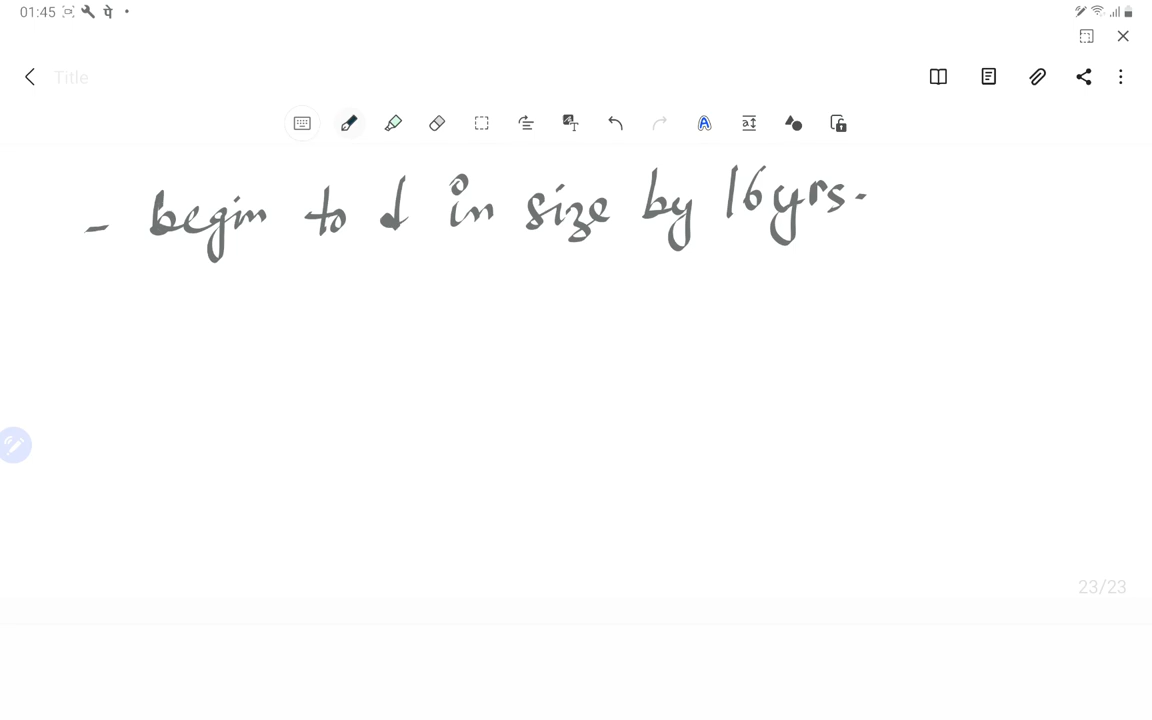 01:45
Title
- begin to ↓ in size by 16yrs.
23/23